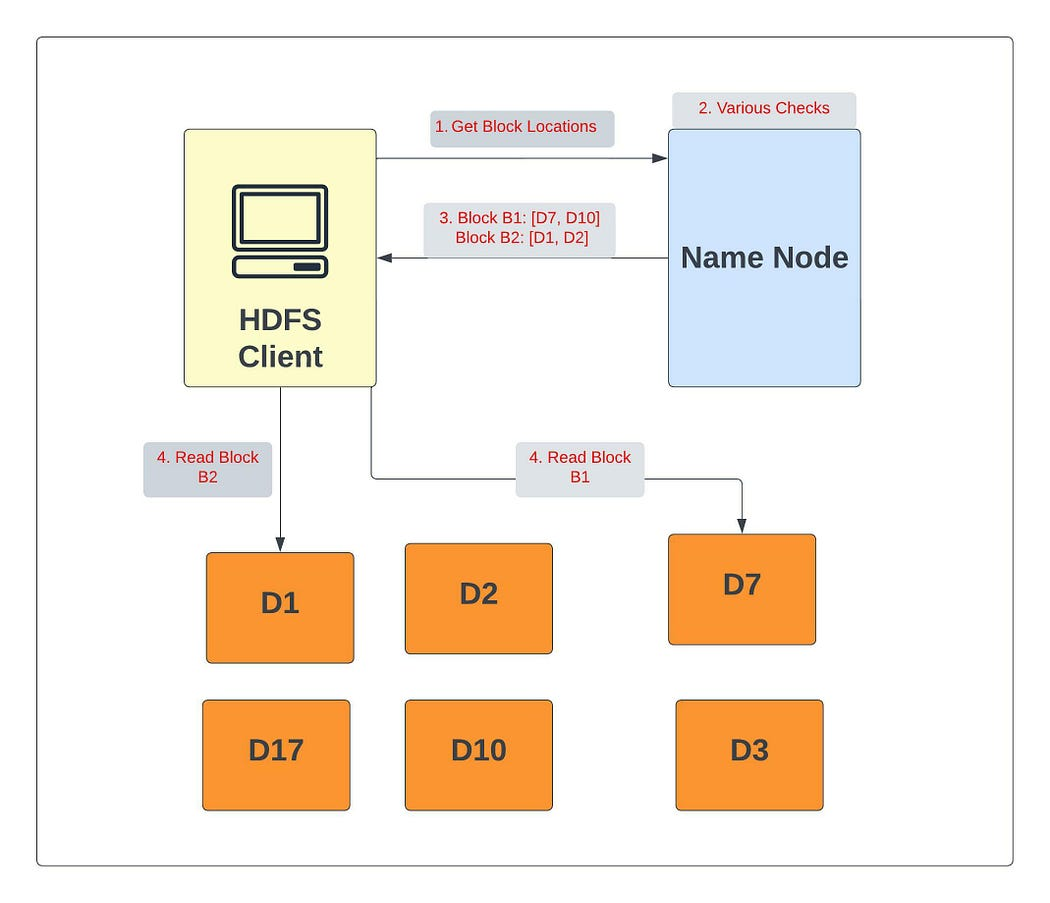 2. Various Checks
1. Get Block Locations
3. Block B1: [D7, D10]
Block B2: [D1, D2]
Name Node
HDFS
Client
4. Read Block
B2
4. Read Block
B1
D1
D2
D7
D17
D10
D3